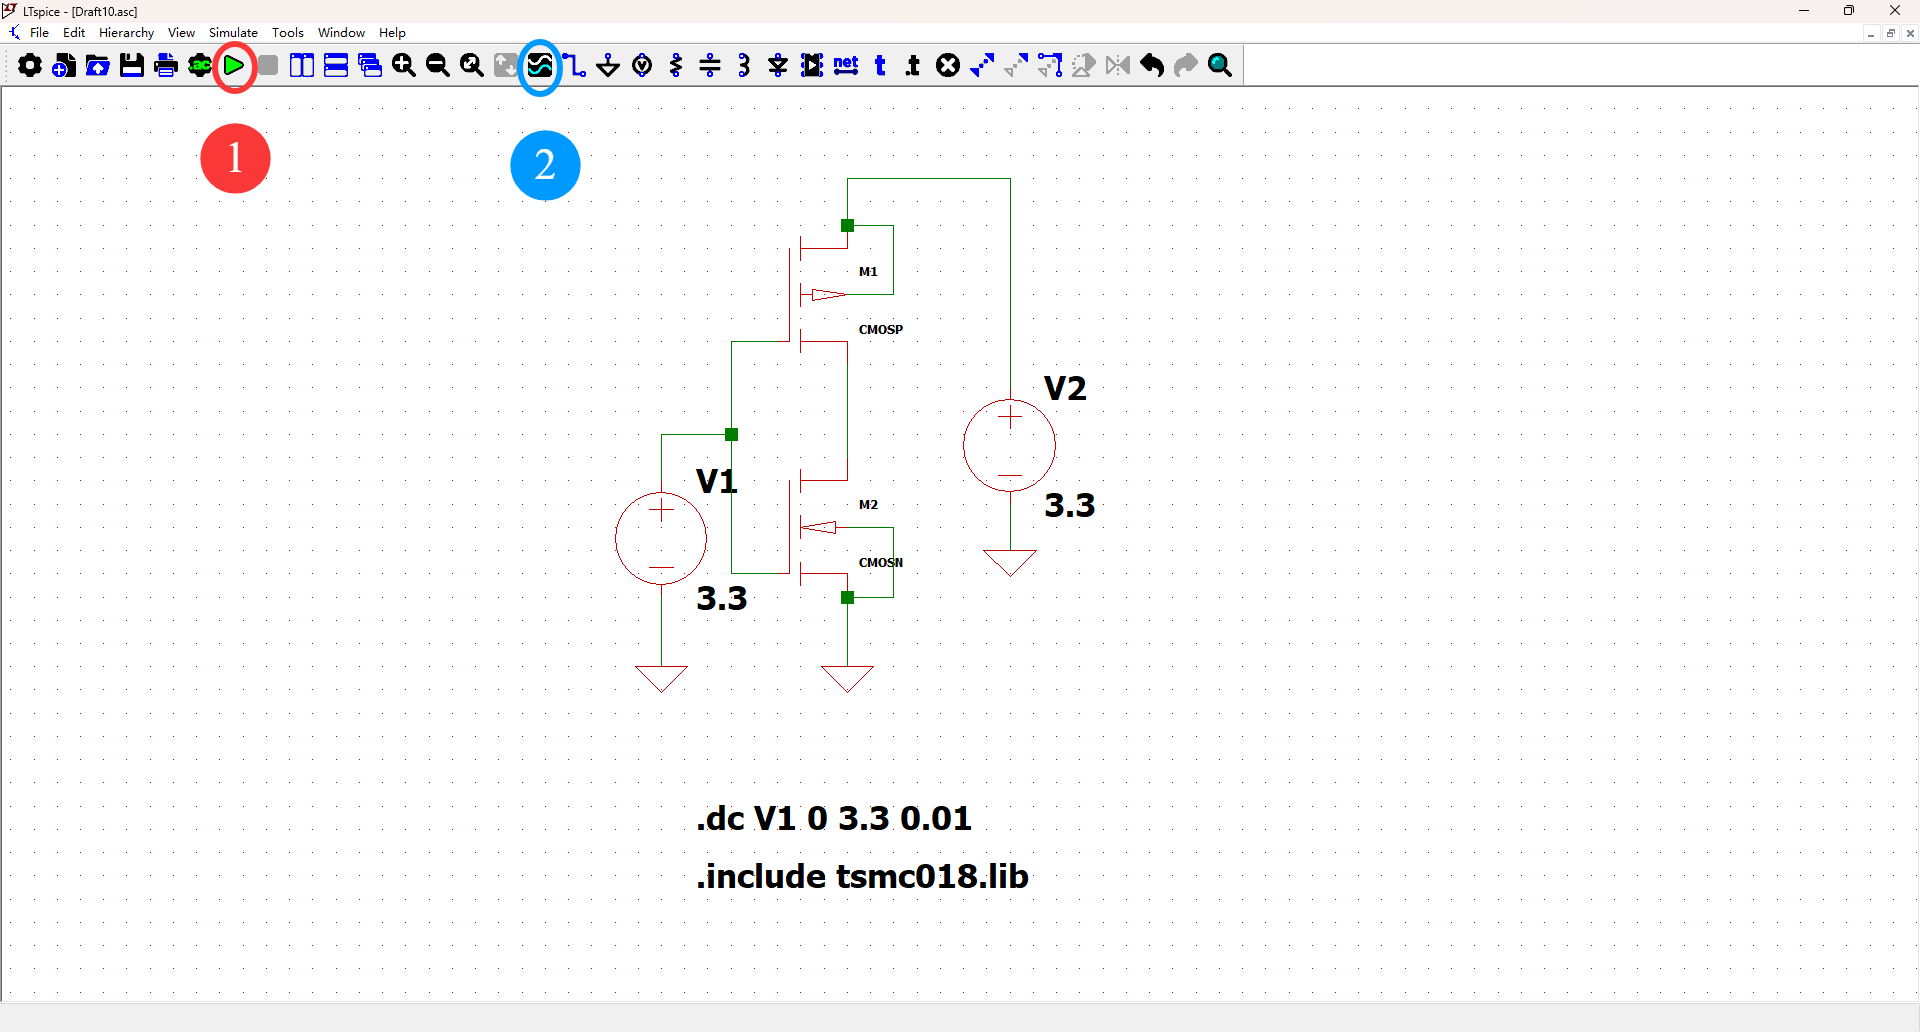 LTspice - [Draft10.asc]
File Edit Hierarchy View Simulate Tools Window Help
.ac net t .t
1
2
M1
CMOSP
V2
3.3
V1
3.3
M2
CMOSN
.dc V1 0 3.3 0.01
.include tsmc018.lib